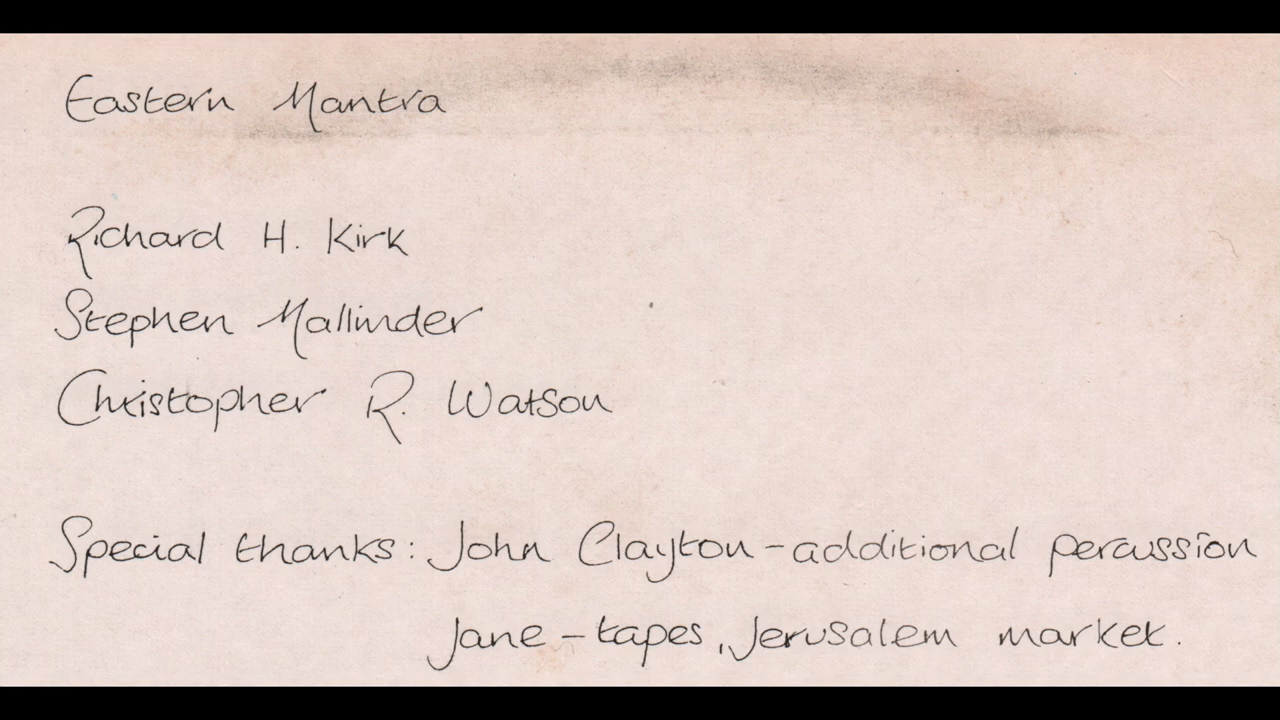 Eastern Mantra
Richard H. Kirk
Stephen Mallinder
Christopher R. Watson
Special thanks: John Clayton - additional percussion
Jane - tapes, Jerusalem market.